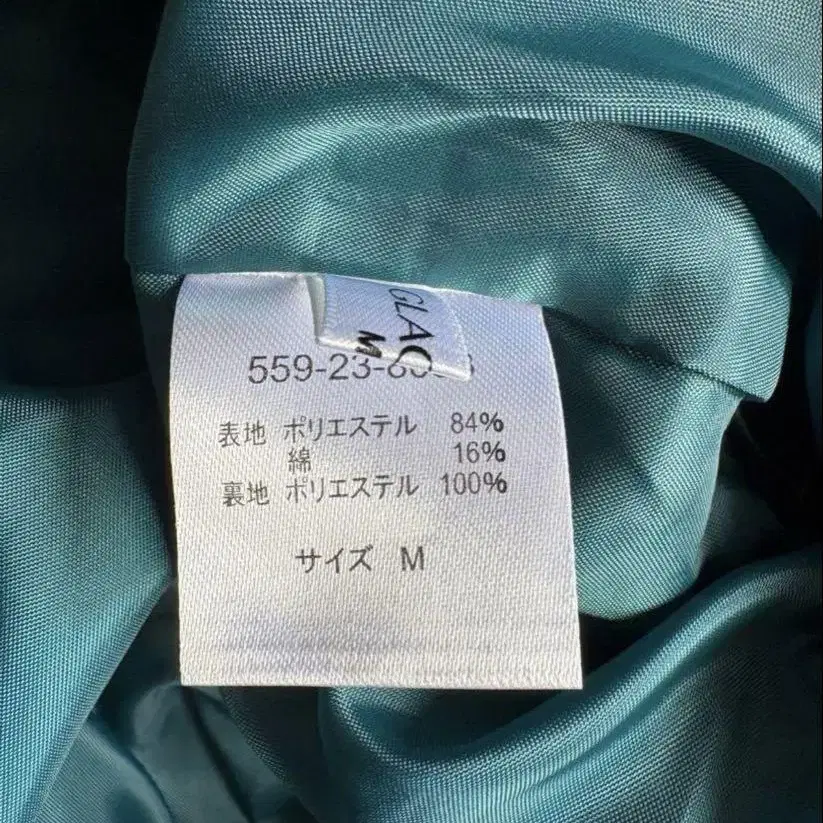 GLAC
M
559-23-
表地 ポリエステル 84%
綿 16%
裏地 ポリエステル 100%
サイズ M